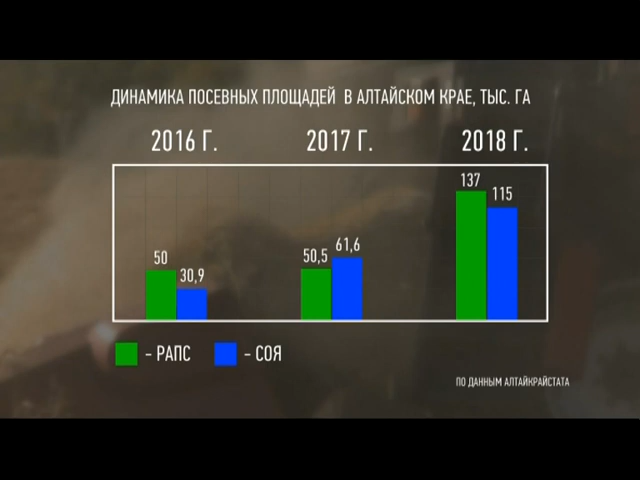 ДИНАМИКА ПОСЕВНЫХ ПЛОЩАДЕЙ В АЛТАЙСКОМ КРАЕ, ТЫС. ГА
2016 Г. 2017 Г. 2018 Г.
50 30,9 50,5 61,6 137 115
- РАПС - СОЯ
ПО ДАННЫМ АЛТАЙКРАЙСТАТА